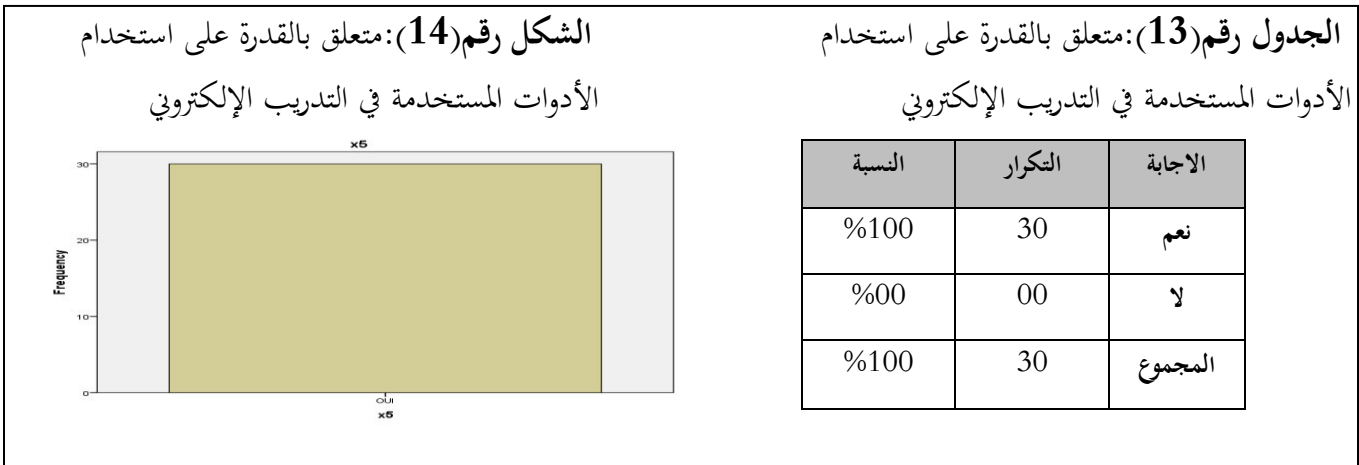 الجدول رقم(13):متعلق بالقدرة على استخدام
الأدوات المستخدمة في التدريب الإلكتروني
الاجابة التكرار النسبة
نعم 30 %100
لا 00 %00
المجموع 30 %100
الشكل رقم(14):متعلق بالقدرة على استخدام
الأدوات المستخدمة في التدريب الإلكتروني
x5
30
20
10
0
Frequency
OUI
x5